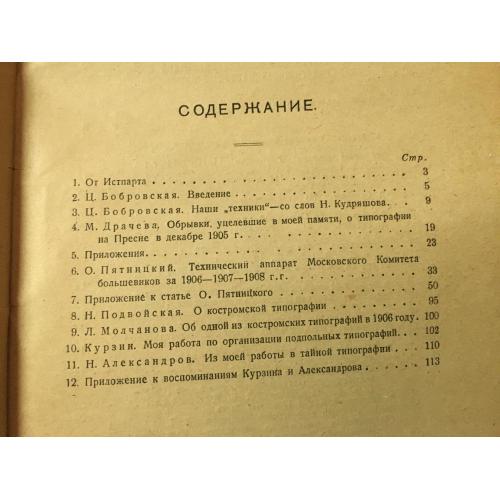 СОДЕРЖАНИЕ.
Стр.
1. От Истпарта . . . . . . . . . . . . . . . . . . . . 3
2. Ц. Бобровская. Введение . . . . . . . . . . . . . . 5
3. Ц. Бобровская. Наши „техники"—со слов Н. Кудряшова. 9
4. М. Драчева. Обрывки, уцелевшие в моей памяти, о типографии
на Пресне в декабре 1905 г. . . . . . . . . . . . . . 19
5. Приложения. . . . . . . . . . . . . . . . . . . . . 23
6. О. Пятницкий. Технический аппарат Московского Комитета
большевиков за 1906—1907—1908 г.г. . . . . . . . . . 33
7. Приложение к статье О. Пятницкого . . . . . . . . . 50
8. Н. Подвойская. О костромской типографии . . . . . . 95
9. Л. Молчанова. Об одной из костромских типографий в 1906 году. 100
10. Курзин. Моя работа по организации подпольных типографий. 102
11. Н. Александров. Из моей работы в тайной типографии . . . 110
12. Приложение к воспоминаниям Курзина и Александрова . . . . . 113